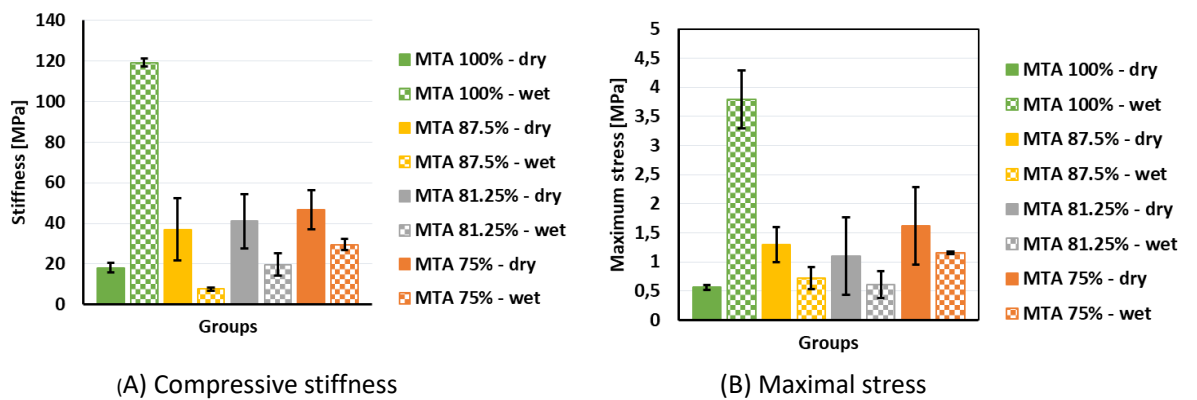 140
120
100
80
60
40
20
0
Stiffness [MPa]
Groups
MTA 100% - dry
MTA 100% - wet
MTA 87.5% - dry
MTA 87.5% - wet
MTA 81.25% - dry
MTA 81.25% - wet
MTA 75% - dry
MTA 75% - wet
(A) Compressive stiffness
5
4,5
4
3,5
3
2,5
2
1,5
1
0,5
0
Maximum stress [MPa]
Groups
MTA 100% - dry
MTA 100% - wet
MTA 87.5% - dry
MTA 87.5% - wet
MTA 81.25% - dry
MTA 81.25% - wet
MTA 75% - dry
MTA 75% - wet
(B) Maximal stress